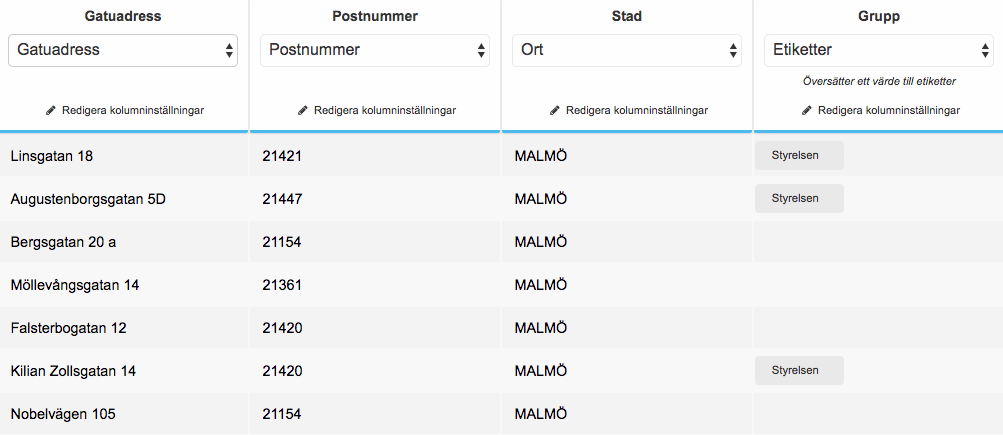 Gatuadress Postnummer Stad Grupp
Gatuadress Postnummer Ort Etiketter
Översätter ett värde till etiketter
Redigera kolumninställningar Redigera kolumninställningar Redigera kolumninställningar Redigera kolumninställningar
Linsgatan 18 21421 MALMÖ Styrelsen
Augustenborgsgatan 5D 21447 MALMÖ Styrelsen
Bergsgatan 20 a 21154 MALMÖ
Möllevångsgatan 14 21361 MALMÖ
Falsterbogatan 12 21420 MALMÖ
Kilian Zollsgatan 14 21420 MALMÖ Styrelsen
Nobelvägen 105 21154 MALMÖ